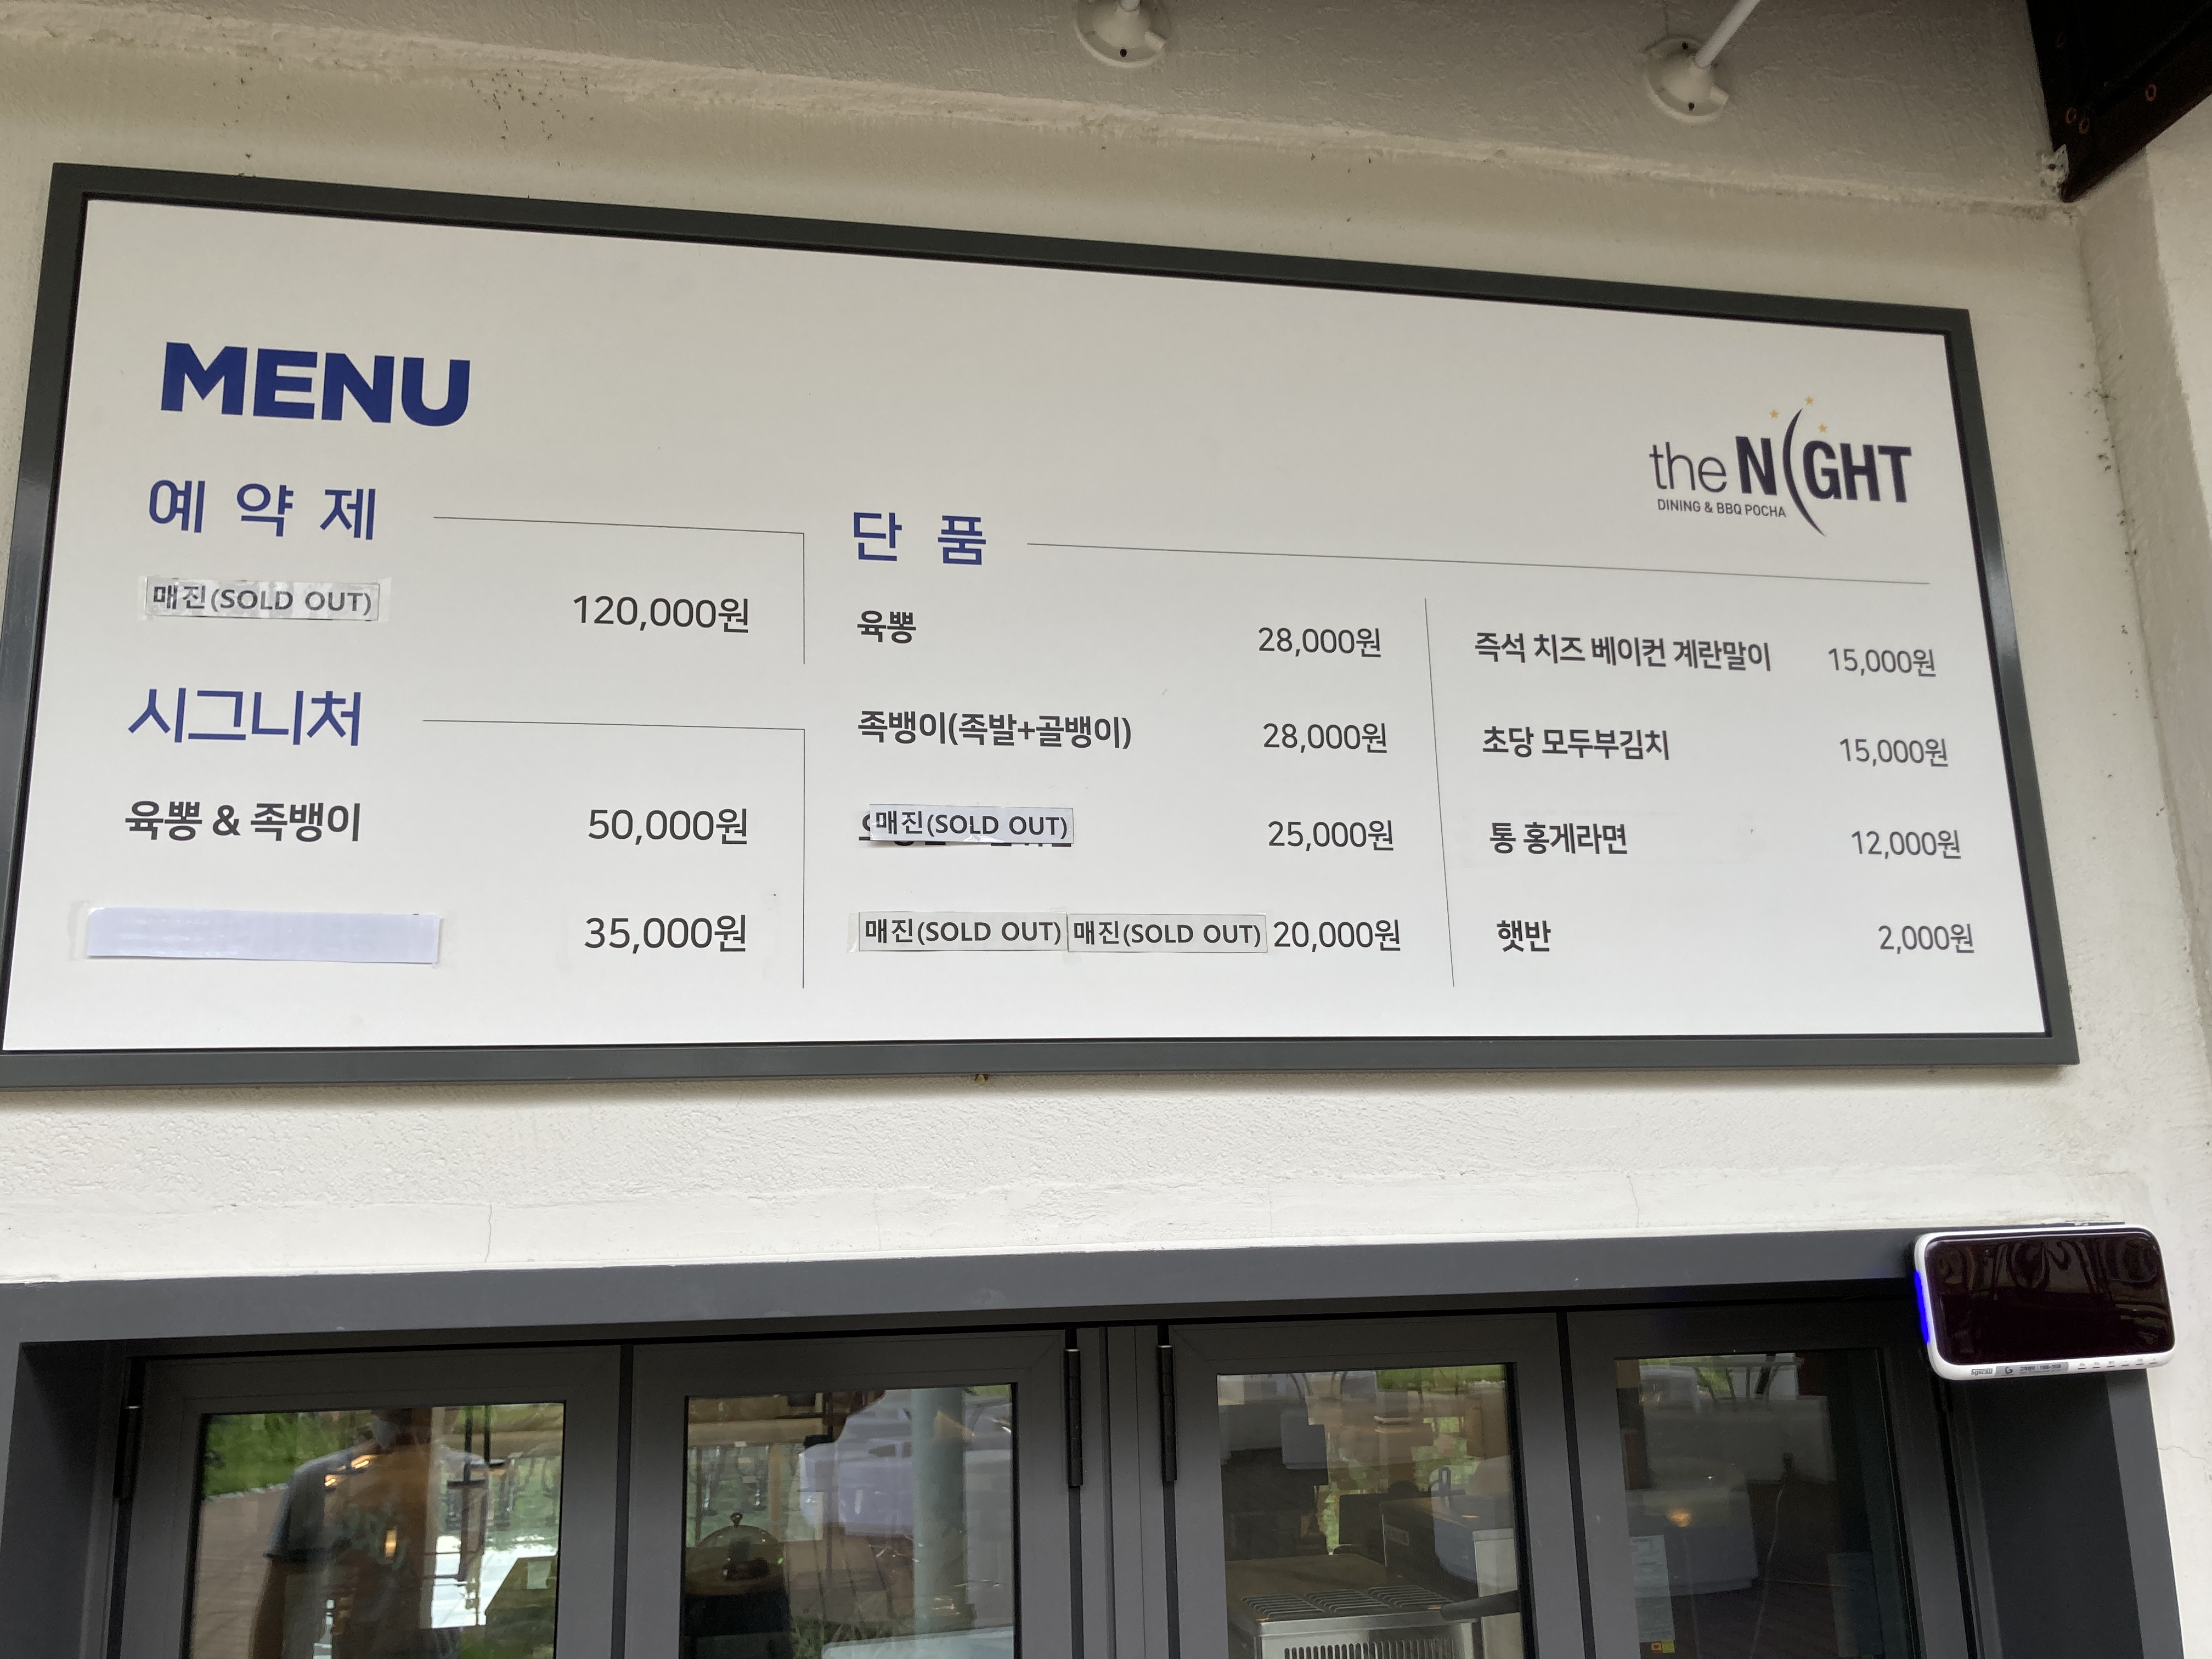 MENU
the NIGHT
DINING & BBQ POCHA
예약제
매진(SOLD OUT) 120,000원
시그니처
육뽕 & 족뱅이 50,000원
35,000원
단품
육뽕 28,000원
족뱅이(족발+골뱅이) 28,000원
매진(SOLD OUT) 25,000원
매진(SOLD OUT) 매진(SOLD OUT) 20,000원
즉석 치즈 베이컨 계란말이 15,000원
초당 모두부김치 15,000원
통 홍게라면 12,000원
햇반 2,000원